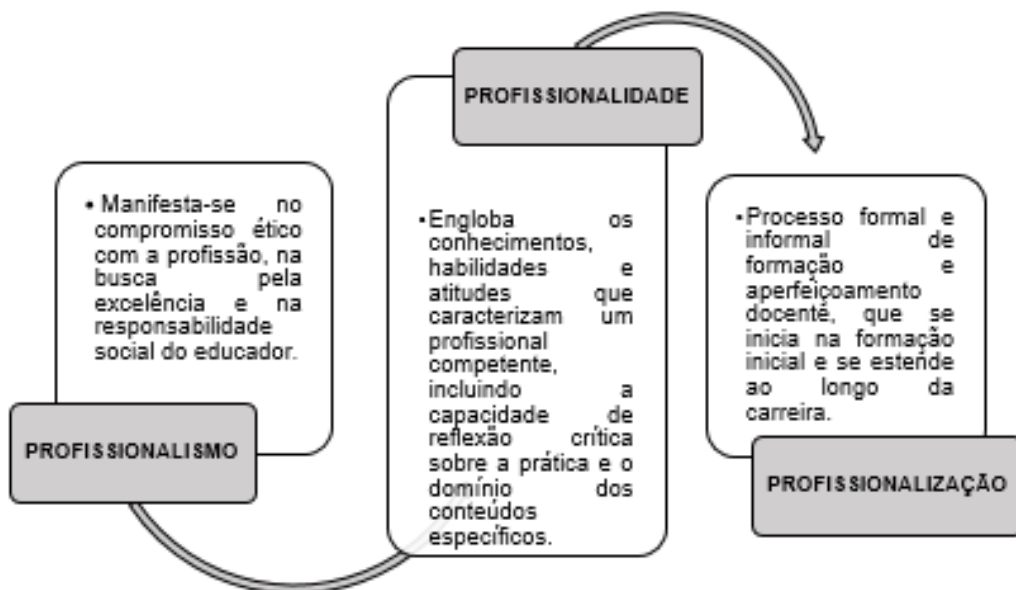 • Manifesta-se no
compromisso ético
com a profissão, na
busca pela
excelência e na
responsabilidade
social do educador.
PROFISSIONALISMO
PROFISSIONALIDADE
•Engloba os
conhecimentos,
habilidades e
atitudes que
caracterizam um
profissional
competente,
incluindo a
capacidade de
reflexão crítica
sobre a prática e o
domínio dos
conteúdos
específicos.
•Processo formal e
informal de
formação e
aperfeiçoamento
docente, que se
inicia na formação
inicial e se estende
ao longo da
carreira.
PROFISSIONALIZAÇÃO